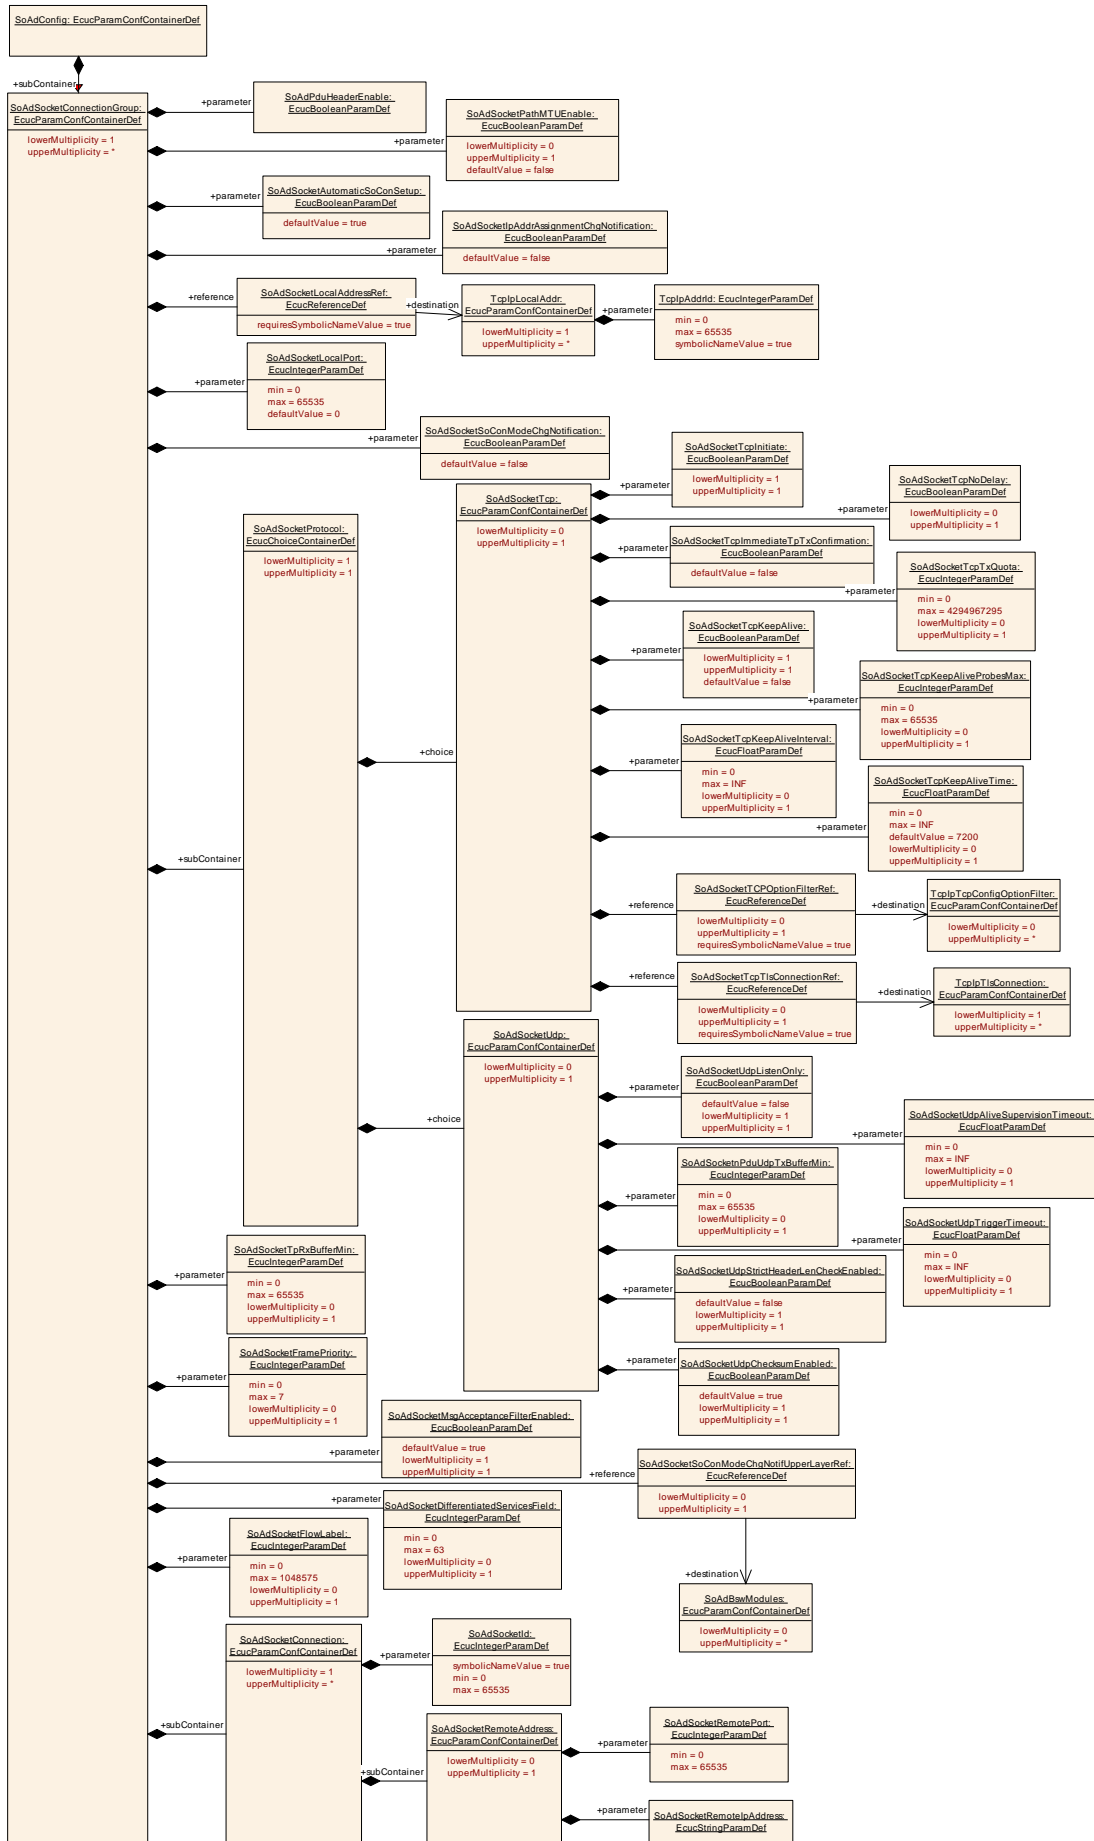 SoAdConfig: EcucParamConfContainerDef
+subContainer
SoAdSocketConnectionGroup:
EcucParamConfContainerDef
lowerMultiplicity = 1
upperMultiplicity = *
+parameter
SoAdPduHeaderEnable:
EcucBooleanParamDef
+parameter
SoAdSocketPathMTUEnable:
EcucBooleanParamDef
lowerMultiplicity = 0
upperMultiplicity = 1
defaultValue = false
+parameter
SoAdSocketAutomaticSoConSetup:
EcucBooleanParamDef
defaultValue = true
+parameter
SoAdSocketIpAddrAssignmentChgNotification:
EcucBooleanParamDef
defaultValue = false
+reference
SoAdSocketLocalAddressRef:
EcucReferenceDef
requiresSymbolicNameValue = true
+destination
TcpIpLocalAddr:
EcucParamConfContainerDef
lowerMultiplicity = 1
upperMultiplicity = *
+parameter
TcpIpAddrId: EcucIntegerParamDef
min = 0
max = 65535
symbolicNameValue = true
+parameter
SoAdSocketLocalPort:
EcucIntegerParamDef
min = 0
max = 65535
defaultValue = 0
+parameter
SoAdSocketSoConModeChgNotification:
EcucBooleanParamDef
defaultValue = false
+subContainer
SoAdSocketProtocol:
EcucChoiceContainerDef
lowerMultiplicity = 1
upperMultiplicity = 1
+choice
SoAdSocketTcp:
EcucParamConfContainerDef
lowerMultiplicity = 0
upperMultiplicity = 1
+parameter
SoAdSocketTcpInitiate:
EcucBooleanParamDef
lowerMultiplicity = 1
upperMultiplicity = 1
+parameter
SoAdSocketTcpNoDelay:
EcucBooleanParamDef
lowerMultiplicity = 0
upperMultiplicity = 1
+parameter
SoAdSocketTcpImmediateTpTxConfirmation:
EcucBooleanParamDef
defaultValue = false
+parameter
SoAdSocketTcpTxQuota:
EcucIntegerParamDef
min = 0
max = 4294967295
lowerMultiplicity = 0
upperMultiplicity = 1
+parameter
SoAdSocketTcpKeepAlive:
EcucBooleanParamDef
lowerMultiplicity = 1
upperMultiplicity = 1
defaultValue = false
+parameter
SoAdSocketTcpKeepAliveProbesMax:
EcucIntegerParamDef
min = 0
max = 65535
lowerMultiplicity = 0
upperMultiplicity = 1
+parameter
SoAdSocketTcpKeepAliveInterval:
EcucFloatParamDef
min = 0
max = INF
lowerMultiplicity = 0
upperMultiplicity = 1
+parameter
SoAdSocketTcpKeepAliveTime:
EcucFloatParamDef
min = 0
max = INF
defaultValue = 7200
lowerMultiplicity = 0
upperMultiplicity = 1
+reference
SoAdSocketTCPOptionFilterRef:
EcucReferenceDef
lowerMultiplicity = 0
upperMultiplicity = 1
requiresSymbolicNameValue = true
+destination
TcpIpTcpConfigOptionFilter:
EcucParamConfContainerDef
lowerMultiplicity = 0
upperMultiplicity = *
+reference
SoAdSocketTcpTlsConnectionRef:
EcucReferenceDef
lowerMultiplicity = 0
upperMultiplicity = 1
requiresSymbolicNameValue = true
+destination
TcpIpTlsConnection:
EcucParamConfContainerDef
lowerMultiplicity = 1
upperMultiplicity = *
+choice
SoAdSocketUdp:
EcucParamConfContainerDef
lowerMultiplicity = 0
upperMultiplicity = 1
+parameter
SoAdSocketUdpListenOnly:
EcucBooleanParamDef
defaultValue = false
lowerMultiplicity = 1
upperMultiplicity = 1
+parameter
SoAdSocketUdpAliveSupervisionTimeout:
EcucFloatParamDef
min = 0
max = INF
lowerMultiplicity = 0
upperMultiplicity = 1
+parameter
SoAdSocketnPduUdpTxBufferMin:
EcucIntegerParamDef
min = 0
max = 65535
lowerMultiplicity = 0
upperMultiplicity = 1
+parameter
SoAdSocketUdpTriggerTimeout:
EcucFloatParamDef
min = 0
max = INF
lowerMultiplicity = 0
upperMultiplicity = 1
+parameter
SoAdSocketUdpStrictHeaderLenCheckEnabled:
EcucBooleanParamDef
defaultValue = false
lowerMultiplicity = 1
upperMultiplicity = 1
+parameter
SoAdSocketUdpChecksumEnabled:
EcucBooleanParamDef
defaultValue = true
lowerMultiplicity = 1
upperMultiplicity = 1
+parameter
SoAdSocketTpRxBufferMin:
EcucIntegerParamDef
min = 0
max = 65535
lowerMultiplicity = 0
upperMultiplicity = 1
+parameter
SoAdSocketFramePriority:
EcucIntegerParamDef
min = 0
max = 7
lowerMultiplicity = 0
upperMultiplicity = 1
+parameter
SoAdSocketMsgAcceptanceFilterEnabled:
EcucBooleanParamDef
defaultValue = true
lowerMultiplicity = 1
upperMultiplicity = 1
+reference
SoAdSocketSoConModeChgNotifUpperLayerRef:
EcucReferenceDef
lowerMultiplicity = 0
upperMultiplicity = 1
+destination
SoAdBswModules:
EcucParamConfContainerDef
lowerMultiplicity = 0
upperMultiplicity = *
+parameter
SoAdSocketDifferentiatedServicesField:
EcucIntegerParamDef
min = 0
max = 63
lowerMultiplicity = 0
upperMultiplicity = 1
+parameter
SoAdSocketFlowLabel:
EcucIntegerParamDef
min = 0
max = 1048575
lowerMultiplicity = 0
upperMultiplicity = 1
+subContainer
SoAdSocketConnection:
EcucParamConfContainerDef
lowerMultiplicity = 1
upperMultiplicity = *
+parameter
SoAdSocketId:
EcucIntegerParamDef
symbolicNameValue = true
min = 0
max = 65535
+subContainer
SoAdSocketRemoteAddress:
EcucParamConfContainerDef
lowerMultiplicity = 0
upperMultiplicity = 1
+parameter
SoAdSocketRemotePort:
EcucIntegerParamDef
min = 0
max = 65535
+parameter
SoAdSocketRemoteIpAddress:
EcucStringParamDef